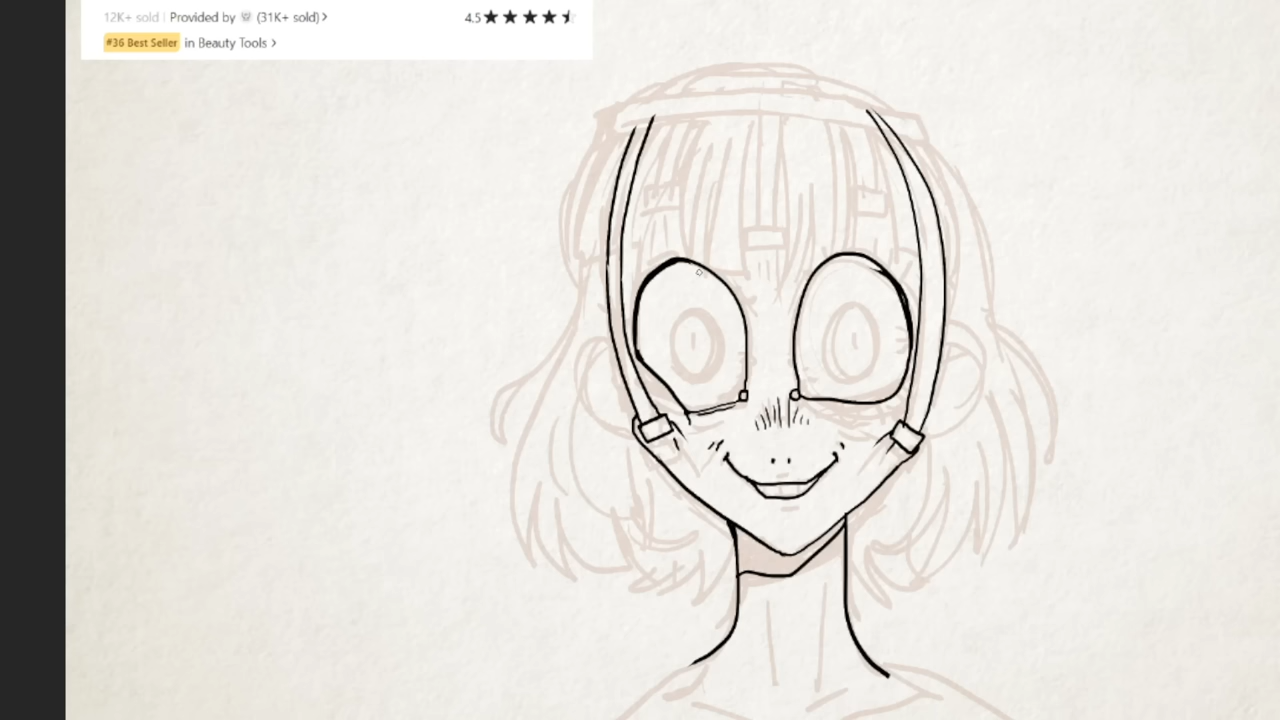 12K+ sold | Provided by (31K+ sold) >
4.5
#36 Best Seller in Beauty Tools >